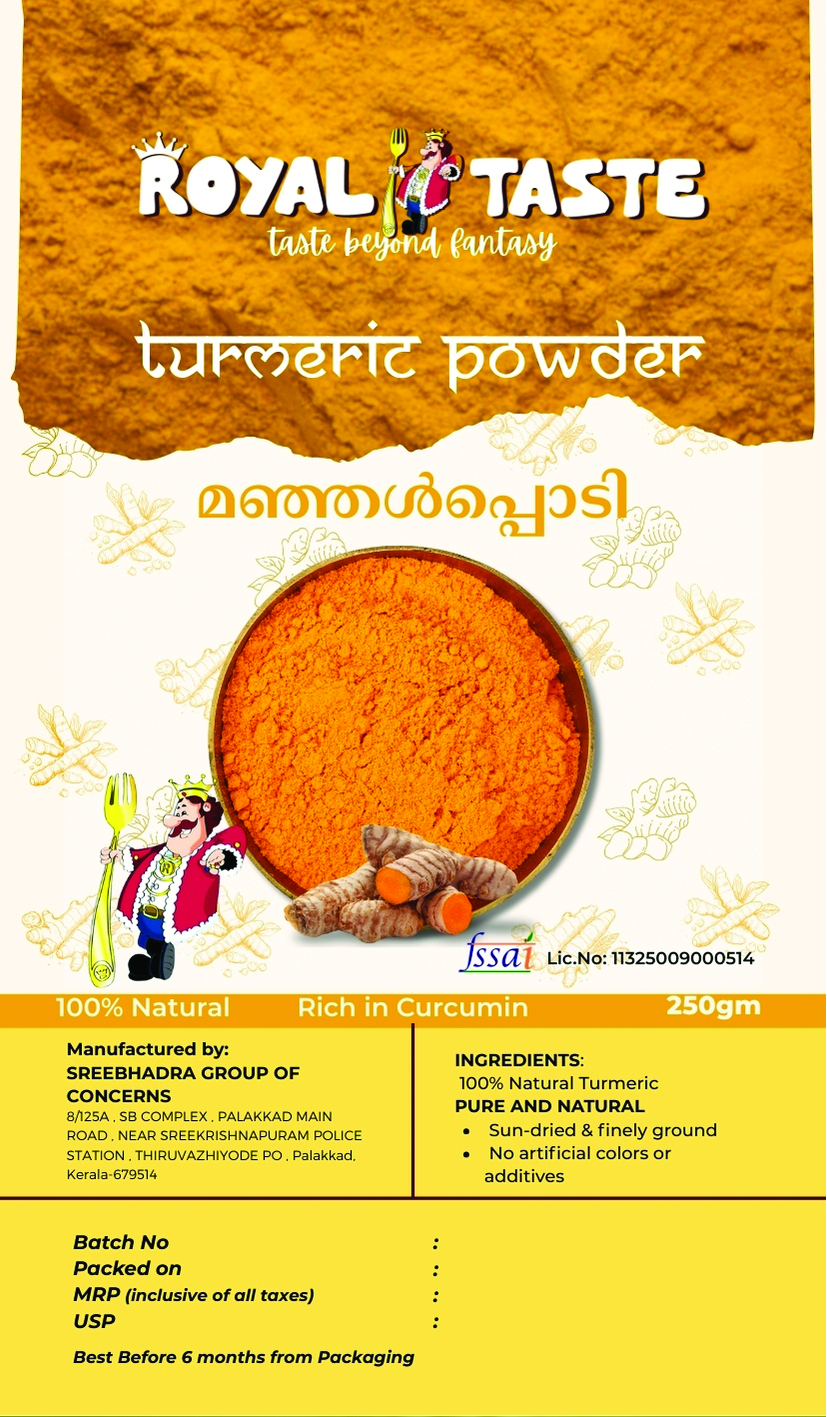 ROYAL TASTE
taste beyond fantasy
turmeric powder
മഞ്ഞൾപ്പൊടി
fssai Lic.No: 11325009000514
100% Natural Rich in Curcumin 250gm
Manufactured by:
SREEBHADRA GROUP OF
CONCERNS
8/125A , SB COMPLEX , PALAKKAD MAIN
ROAD , NEAR SREEKRISHNAPURAM POLICE
STATION , THIRUVAZHIYODE PO , Palakkad,
Kerala-679514
INGREDIENTS:
100% Natural Turmeric
PURE AND NATURAL
• Sun-dried & finely ground
• No artificial colors or
additives
Batch No :
Packed on :
MRP (inclusive of all taxes) :
USP :
Best Before 6 months from Packaging